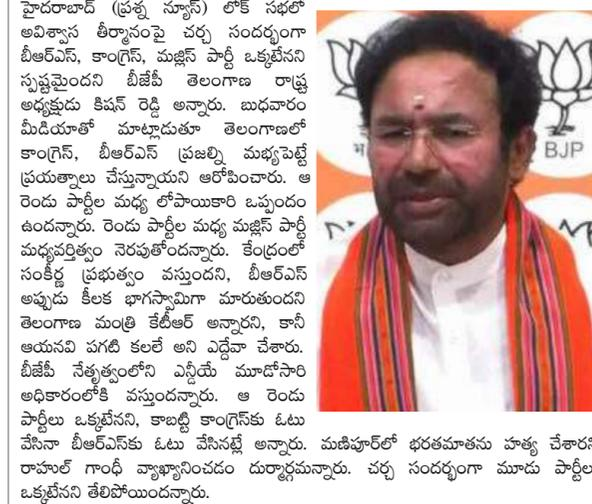 హైదరాబాద్ (ప్రశ్న న్యూస్) లోక్ సభలో
అవిశ్వాస తీర్మానంపై చర్చ సందర్భంగా
బీఆర్ఎస్, కాంగ్రెస్, మజ్లిస్ పార్టీ ఒక్కటేనని
స్పష్టమైందని బీజేపీ తెలంగాణ రాష్ట్ర
అధ్యక్షుడు కిషన్ రెడ్డి అన్నారు. బుధవారం
మీడియాతో మాట్లాడుతూ తెలంగాణలో
కాంగ్రెస్, బీఆర్ఎస్ ప్రజల్ని మభ్యపెట్టే
ప్రయత్నాలు చేస్తున్నాయని ఆరోపించారు. ఆ
రెండు పార్టీల మధ్య లోపాయికారి ఒప్పందం
ఉందన్నారు. రెండు పార్టీల మధ్య మజ్లిస్ పార్టీ
మధ్యవర్తిత్వం నెరపుతోందన్నారు. కేంద్రంలో
సంకీర్ణ ప్రభుత్వం వస్తుందని, బీఆర్ఎస్
అప్పుడు కీలక భాగస్వామిగా మారుతుందని
తెలంగాణ మంత్రి కేటీఆర్ అన్నారని, కానీ
ఆయనవి పగటి కలలే అని ఎద్దేవా చేశారు.
బీజేపీ నేతృత్వంలోని ఎన్డీయే మూడోసారి
అధికారంలోకి వస్తుందన్నారు. ఆ రెండు
పార్టీలు ఒక్కటేనని, కాబట్టి కాంగ్రెస్‌కు ఓటు
వేసినా బీఆర్ఎస్‌కు ఓటు వేసినట్లే అన్నారు. మణిపూర్‌లో భరతమాతను హత్య చేశారని
రాహుల్ గాంధీ వ్యాఖ్యానించడం దుర్మార్గమన్నారు. చర్చ సందర్భంగా మూడు పార్టీలు
ఒక్కటేనని తేలిపోయిందన్నారు.
BJP